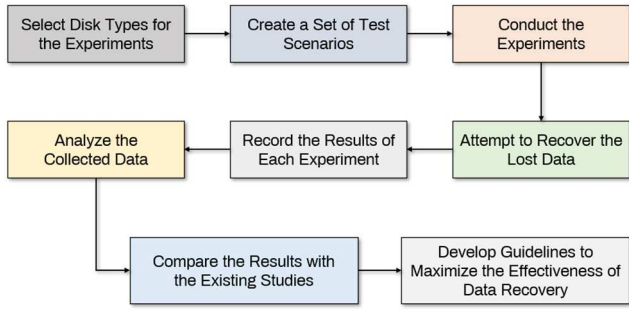 Select Disk Types for
the Experiments
Create a Set of Test
Scenarios
Conduct the
Experiments
Attempt to Recover the
Lost Data
Record the Results of
Each Experiment
Analyze the
Collected Data
Compare the Results with
the Existing Studies
Develop Guidelines to
Maximize the Effectiveness of
Data Recovery